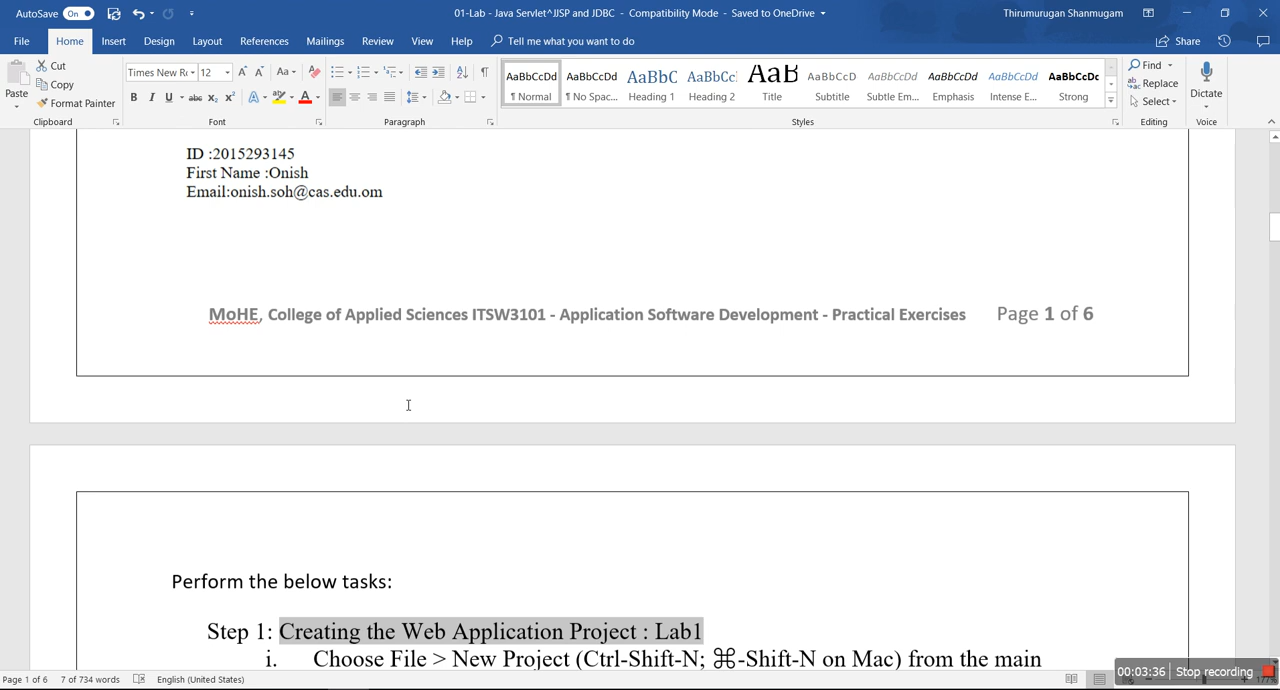 AutoSave On 01-Lab - Java Servlet^JJSP and JDBC - Compatibility Mode - Saved to OneDrive Thirumurugan Shanmugam
File Home Insert Design Layout References Mailings Review View Help Tell me what you want to do Share
Paste Cut Copy Format Painter
Clipboard
Times New Ro 12 Aa
B I U abc X₂ X² A A
Font
Paragraph
AaBbCcDd AaBbCcDd AaBbC AaBbCc AaB AaBbCcD AaBbCcDd AaBbCcDd AaBbCcDd AaBbCcDc
¶ Normal ¶ No Spac... Heading 1 Heading 2 Title Subtitle Subtle Em... Emphasis Intense E... Strong
Styles
Find Replace Select
Editing
Dictate
Voice
ID :2015293145
First Name :Onish
Email:onish.soh@cas.edu.om
MoHE, College of Applied Sciences ITSW3101 - Application Software Development - Practical Exercises Page 1 of 6
Perform the below tasks:
Step 1: Creating the Web Application Project : Lab1
i. Choose File > New Project (Ctrl-Shift-N; ⌘-Shift-N on Mac) from the main
Page 1 of 6 7 of 734 words English (United States)
00:03:36 Stop recording